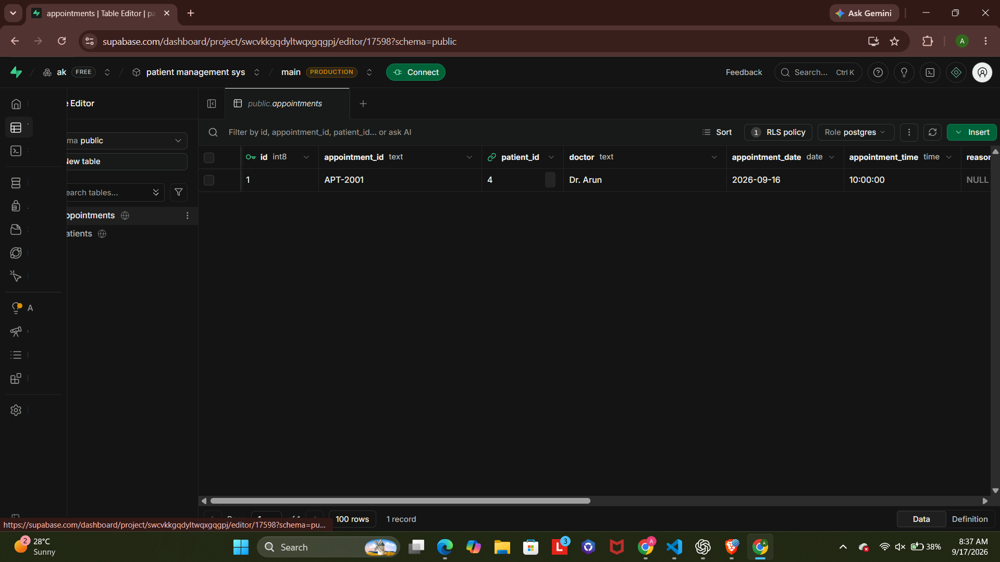 appointments | Table Editor | pa
Ask Gemini
supabase.com/dashboard/project/swcvkkgqdyltwqxgqgpj/editor/17598?schema=public
A
ak FREE
patient management sys
main PRODUCTION
Connect
Feedback
Search... Ctrl K
e Editor
public.appointments
ma public
New table
earch tables...
ppointments
atients
A
Filter by id, appointment_id, patient_id... or ask AI
Sort
1 RLS policy
Role postgres
Insert
id int8 appointment_id text patient_id doctor text appointment_date date appointment_time time reason
1 APT-2001 4 Dr. Arun 2026-09-16 10:00:00 NULL
1
100 rows
1 record
Data
Definition
https://supabase.com/dashboard/project/swcvkkgqdyltwqxgqgpj/editor/17598?schema=pu...
2
28°C
Sunny
Search
L
3
A
A
38%
8:37 AM
9/17/2026